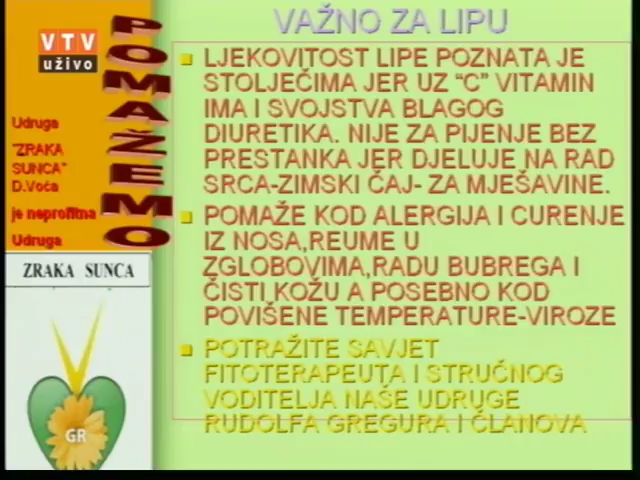 VTV
uživo
POMAŽEMO
Udruga
"ZRAKA
SUNCA"
D.Voća
je neprofitna
Udruga
ZRAKA SUNCA
GR
VAŽNO ZA LIPU
LJEKOVITOST LIPE POZNATA JE
STOLJEČIMA JER UZ “C” VITAMIN
IMA I SVOJSTVA BLAGOG
DIURETIKA. NIJE ZA PIJENJE BEZ
PRESTANKA JER DJELUJE NA RAD
SRCA-ZIMSKI ČAJ- ZA MJEŠAVINE.
POMAŽE KOD ALERGIJA I CURENJE
IZ NOSA,REUME U
ZGLOBOVIMA,RADU BUBREGA I
ČISTI KOŽU A POSEBNO KOD
POVIŠENE TEMPERATURE-VIROZE
POTRAŽITE SAVJET
FITOTERAPEUTA I STRUČNOG
VODITELJA NAŠE UDRUGE
RUDOLFA GREGURA I ČLANOVA